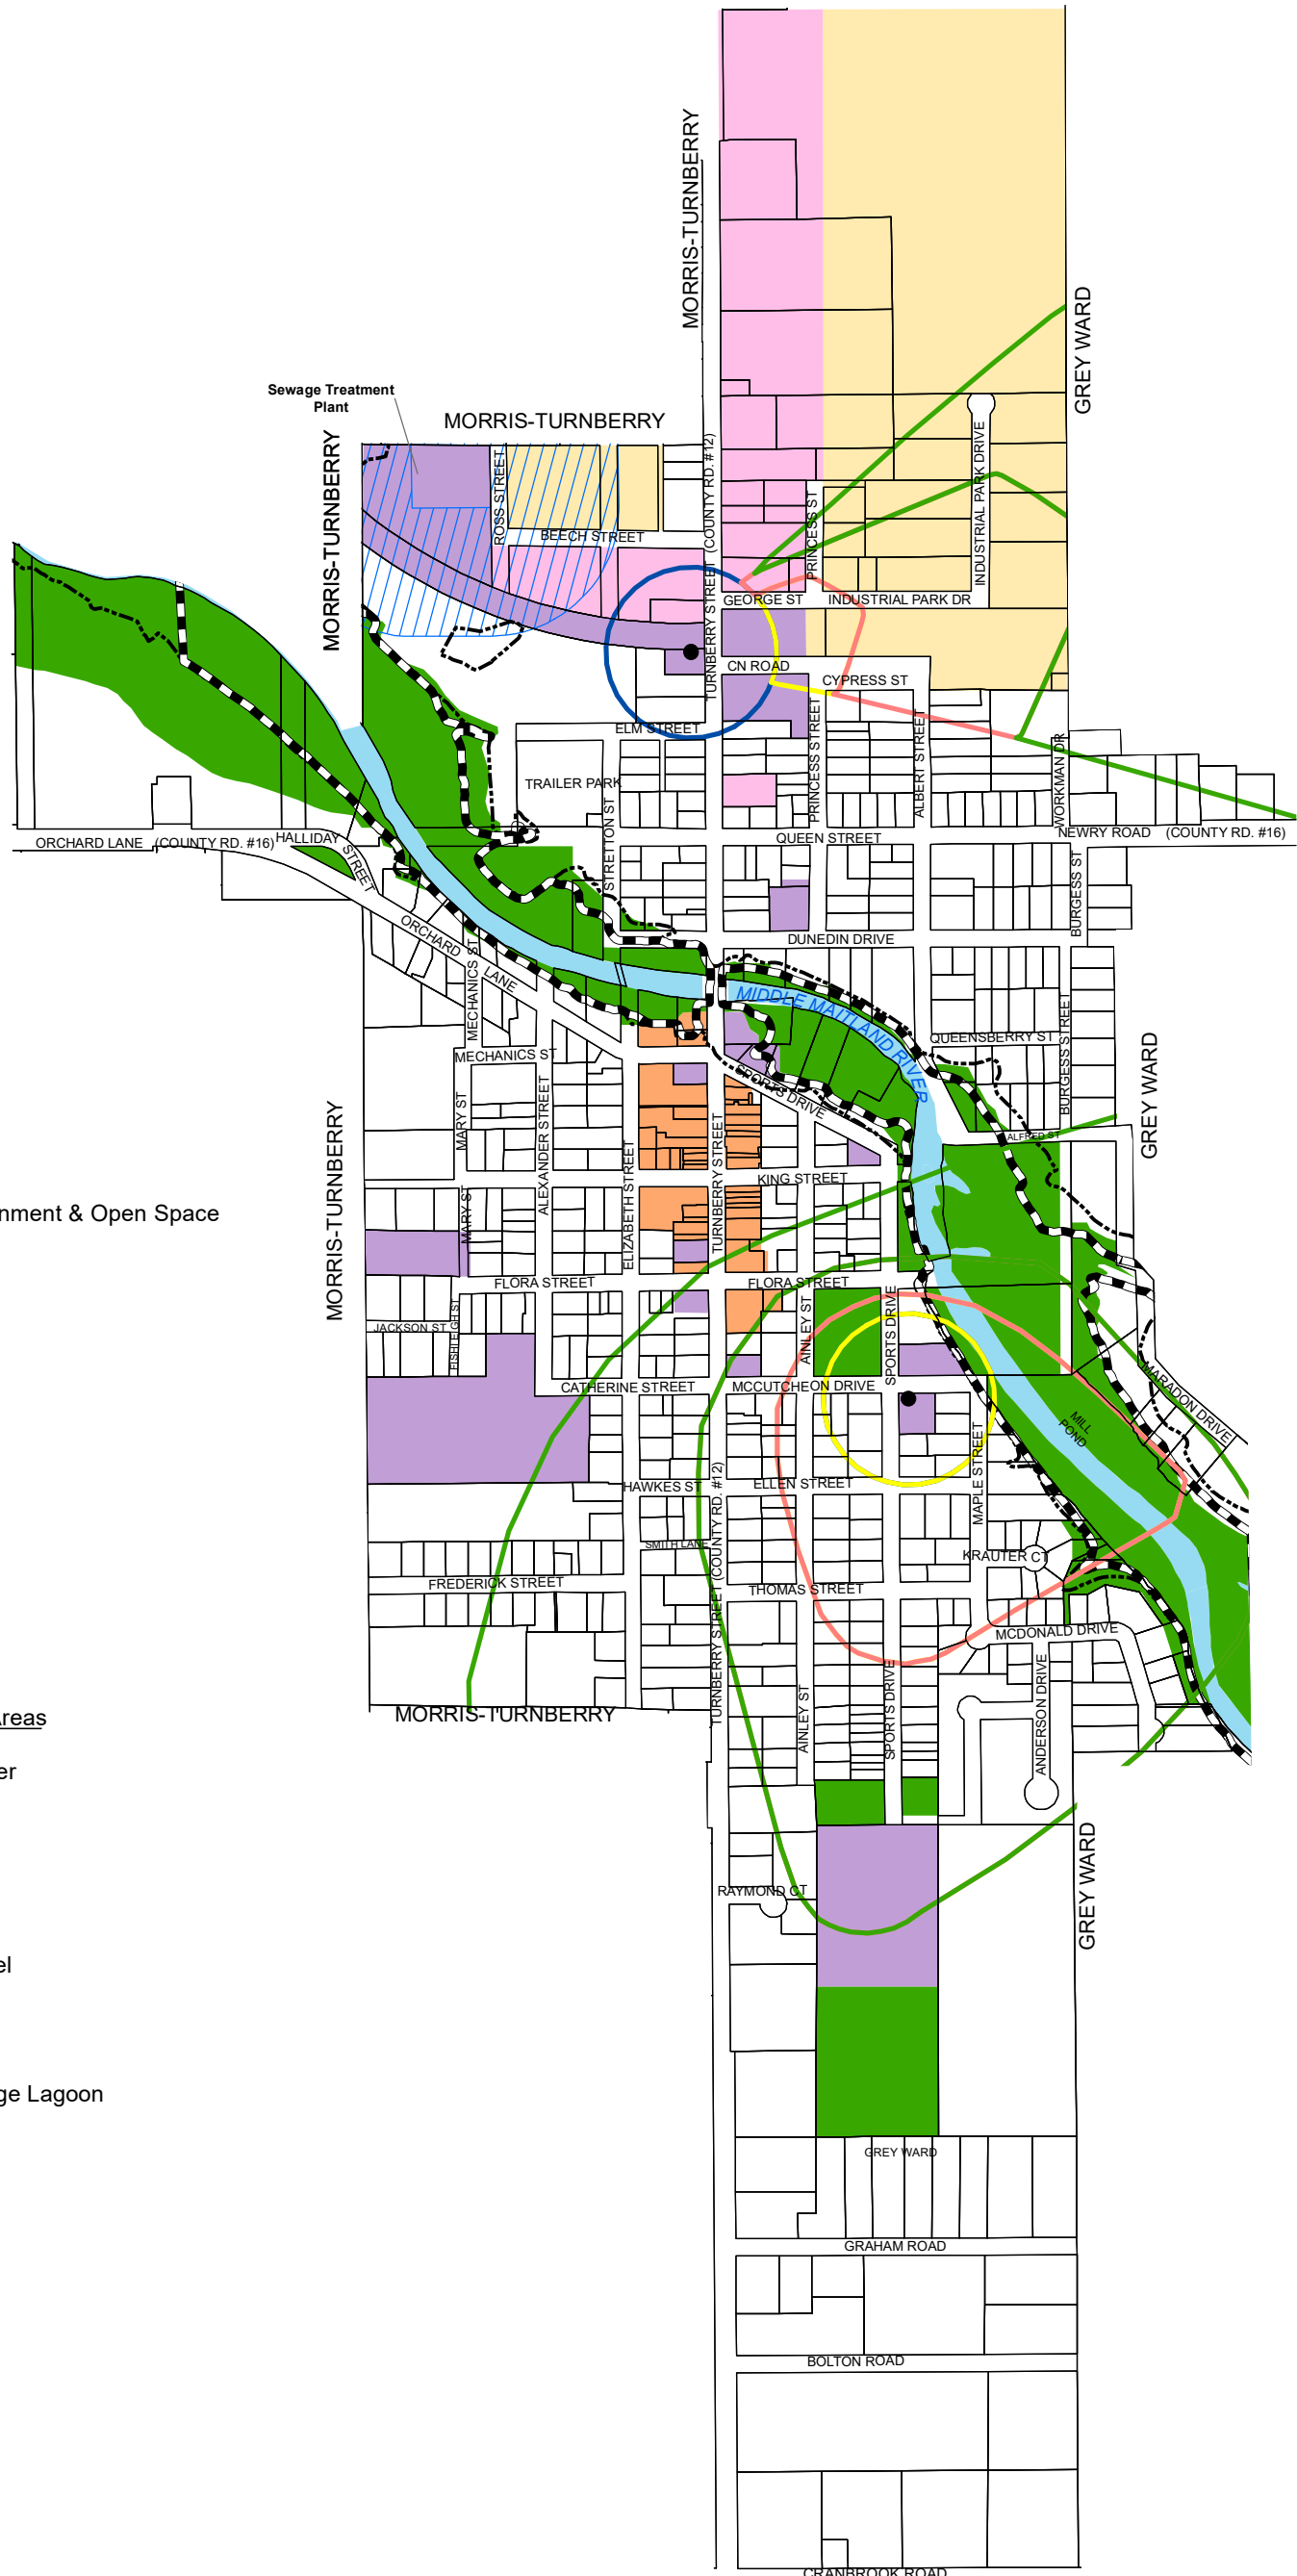 MORRIS-TURNBERRY
GREY WARD
Sewage Treatment
Plant
MORRIS-TURNBERRY
MORRIS-TURNBERRY
ROSS STREET
BEECH STREET
TURNBERRY STREET (COUNTY RD. #12)
PRINCESS ST
INDUSTRIAL PARK DRIVE
GEORGE ST
INDUSTRIAL PARK DR
CN ROAD
CYPRESS ST
ELM STREET
PRINCESS STREET
ALBERT STREET
WORKMAN DR
TRAILER PARK
STRETTON ST
QUEEN STREET
NEWRY ROAD (COUNTY RD. #16)
ORCHARD LANE (COUNTY RD. #16)
HALLIDAY STREET
BURGESS ST
ORCHARD LANE
DUNEDIN DRIVE
MECHANICS ST
MIDDLE MAITLAND RIVER
QUEENSBERRY ST
BURGESS STREET
GREY WARD
MECHANICS ST
SPORTS DRIVE
MARY ST
ALEXANDER STREET
ELIZABETH STREET
TURNBERRY STREET
ALFRED ST
KING STREET
MORRIS-TURNBERRY
nment & Open Space
MARY ST
FLORA STREET
FLORA STREET
JACKSON ST
FISHLEIGH ST
AINLEY ST
SPORTS DRIVE
CATHERINE STREET
MCCUTCHEON DRIVE
MARADON DRIVE
MILL
POND
MAPLE STREET
HAWKES ST
ELLEN STREET
SMITH LANE
TURNBERRY STREET (COUNTY RD. #12)
KRAUTER CT
FREDERICK STREET
THOMAS STREET
MCDONALD DRIVE
AINLEY ST
SPORTS DRIVE
ANDERSON DRIVE
MORRIS-TURNBERRY
Areas
er
GREY WARD
RAYMOND CT
el
ge Lagoon
GREY WARD
GRAHAM ROAD
BOLTON ROAD
CRANBROOK ROAD